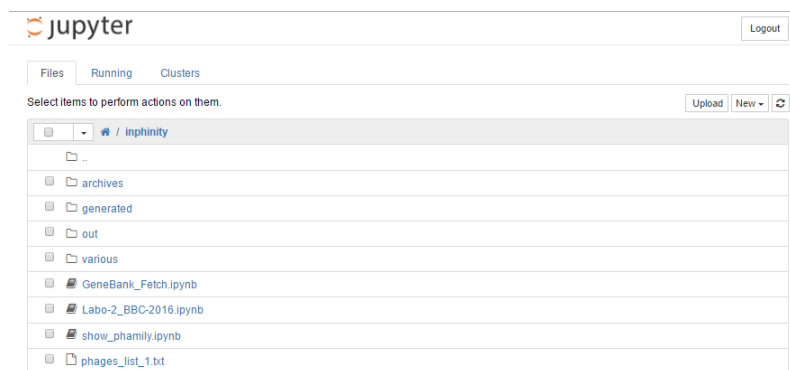 jupyter
Logout
Files Running Clusters
Select items to perform actions on them.
Upload New
/ inphinity
..
archives
generated
out
various
GeneBank_Fetch.ipynb
Labo-2_BBC-2016.ipynb
show_phamily.ipynb
phages_list_1.txt